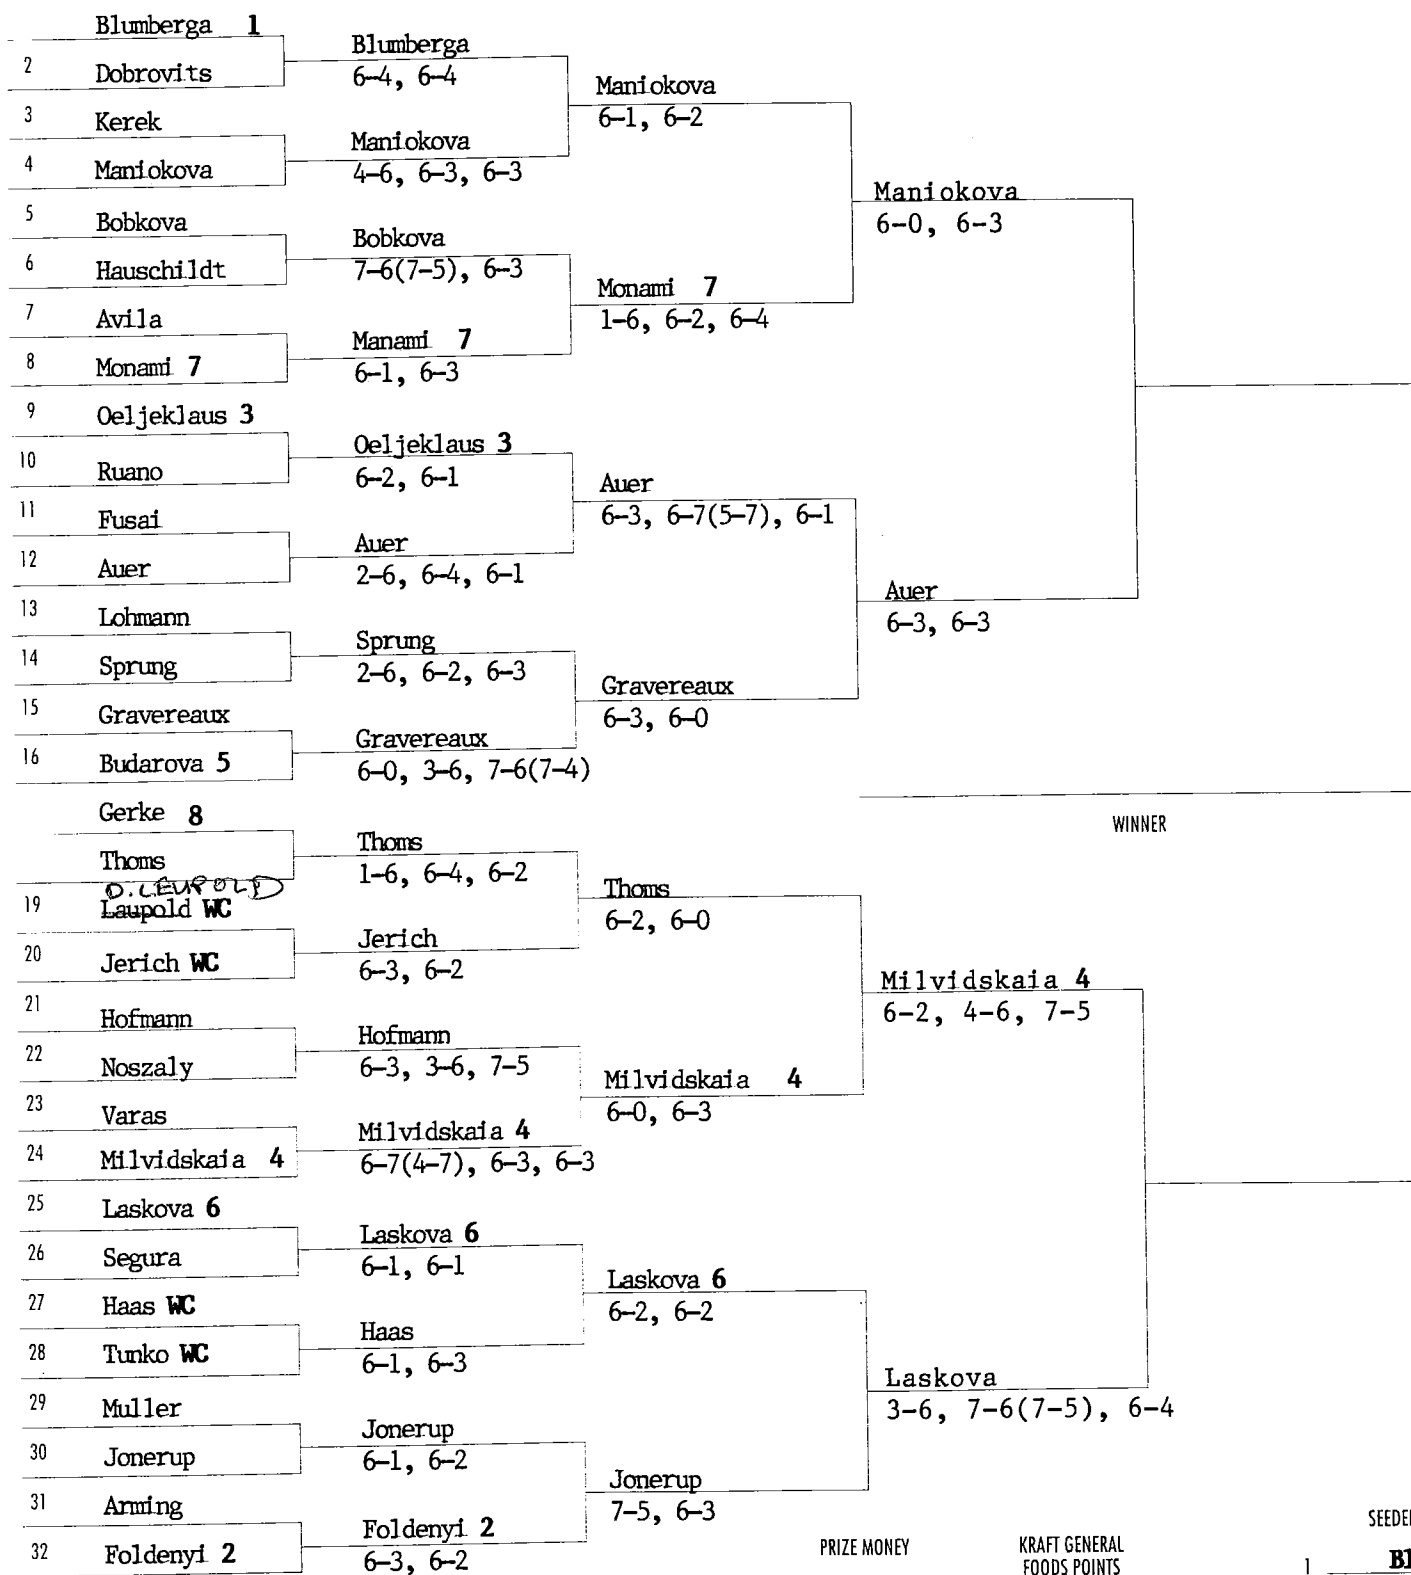 Blumberga 1
2 Dobrovits
3 Kerek
4 Maniokova
5 Bobkova
6 Hauschildt
7 Avila
8 Monami 7
9 Oeljeklaus 3
10 Ruano
11 Fusai
12 Auer
13 Lohmann
14 Sprung
15 Gravereaux
16 Budarova 5
Gerke 8
Thoms
D. LEUPOLD
19 Laupold WC
20 Jerich WC
21 Hofmann
22 Noszaly
23 Varas
24 Milvidskaia 4
25 Laskova 6
26 Segura
27 Haas WC
28 Tunko WC
29 Muller
30 Jonerup
31 Arming
32 Foldenyi 2
Blumberga
6-4, 6-4
Maniokova
4-6, 6-3, 6-3
Bobkova
7-6(7-5), 6-3
Manami 7
6-1, 6-3
Oeljeklaus 3
6-2, 6-1
Auer
2-6, 6-4, 6-1
Sprung
2-6, 6-2, 6-3
Gravereaux
6-0, 3-6, 7-6(7-4)
Thoms
1-6, 6-4, 6-2
Jerich
6-3, 6-2
Hofmann
6-3, 3-6, 7-5
Milvidskaia 4
6-7(4-7), 6-3, 6-3
Laskova 6
6-1, 6-1
Haas
6-1, 6-3
Jonerup
6-1, 6-2
Foldenyi 2
6-3, 6-2
Maniokova
6-1, 6-2
Monami 7
1-6, 6-2, 6-4
Auer
6-3, 6-7(5-7), 6-1
Gravereaux
6-3, 6-0
Thoms
6-2, 6-0
Milvidskaia 4
6-0, 6-3
Laskova 6
6-2, 6-2
Jonerup
7-5, 6-3
Maniokova
6-0, 6-3
Auer
6-3, 6-3
Milvidskaia 4
6-2, 4-6, 7-5
Laskova
3-6, 7-6(7-5), 6-4
WINNER
PRIZE MONEY
KRAFT GENERAL
FOODS POINTS
SEEDE
1 Bl